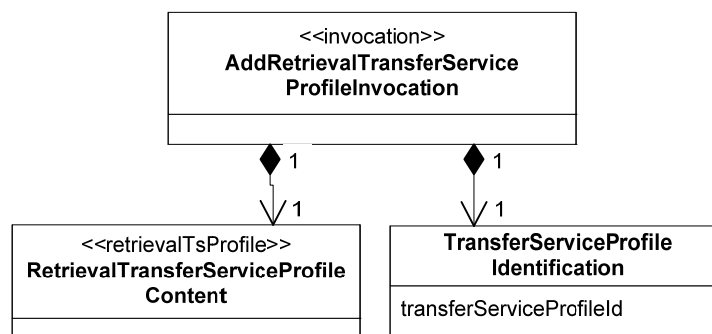 <<invocation>>
AddRetrievalTransferService
ProfileInvocation
1
1
1
1
<<retrievalTsProfile>>
RetrievalTransferServiceProfile
Content
TransferServiceProfile
Identification
transferServiceProfileId